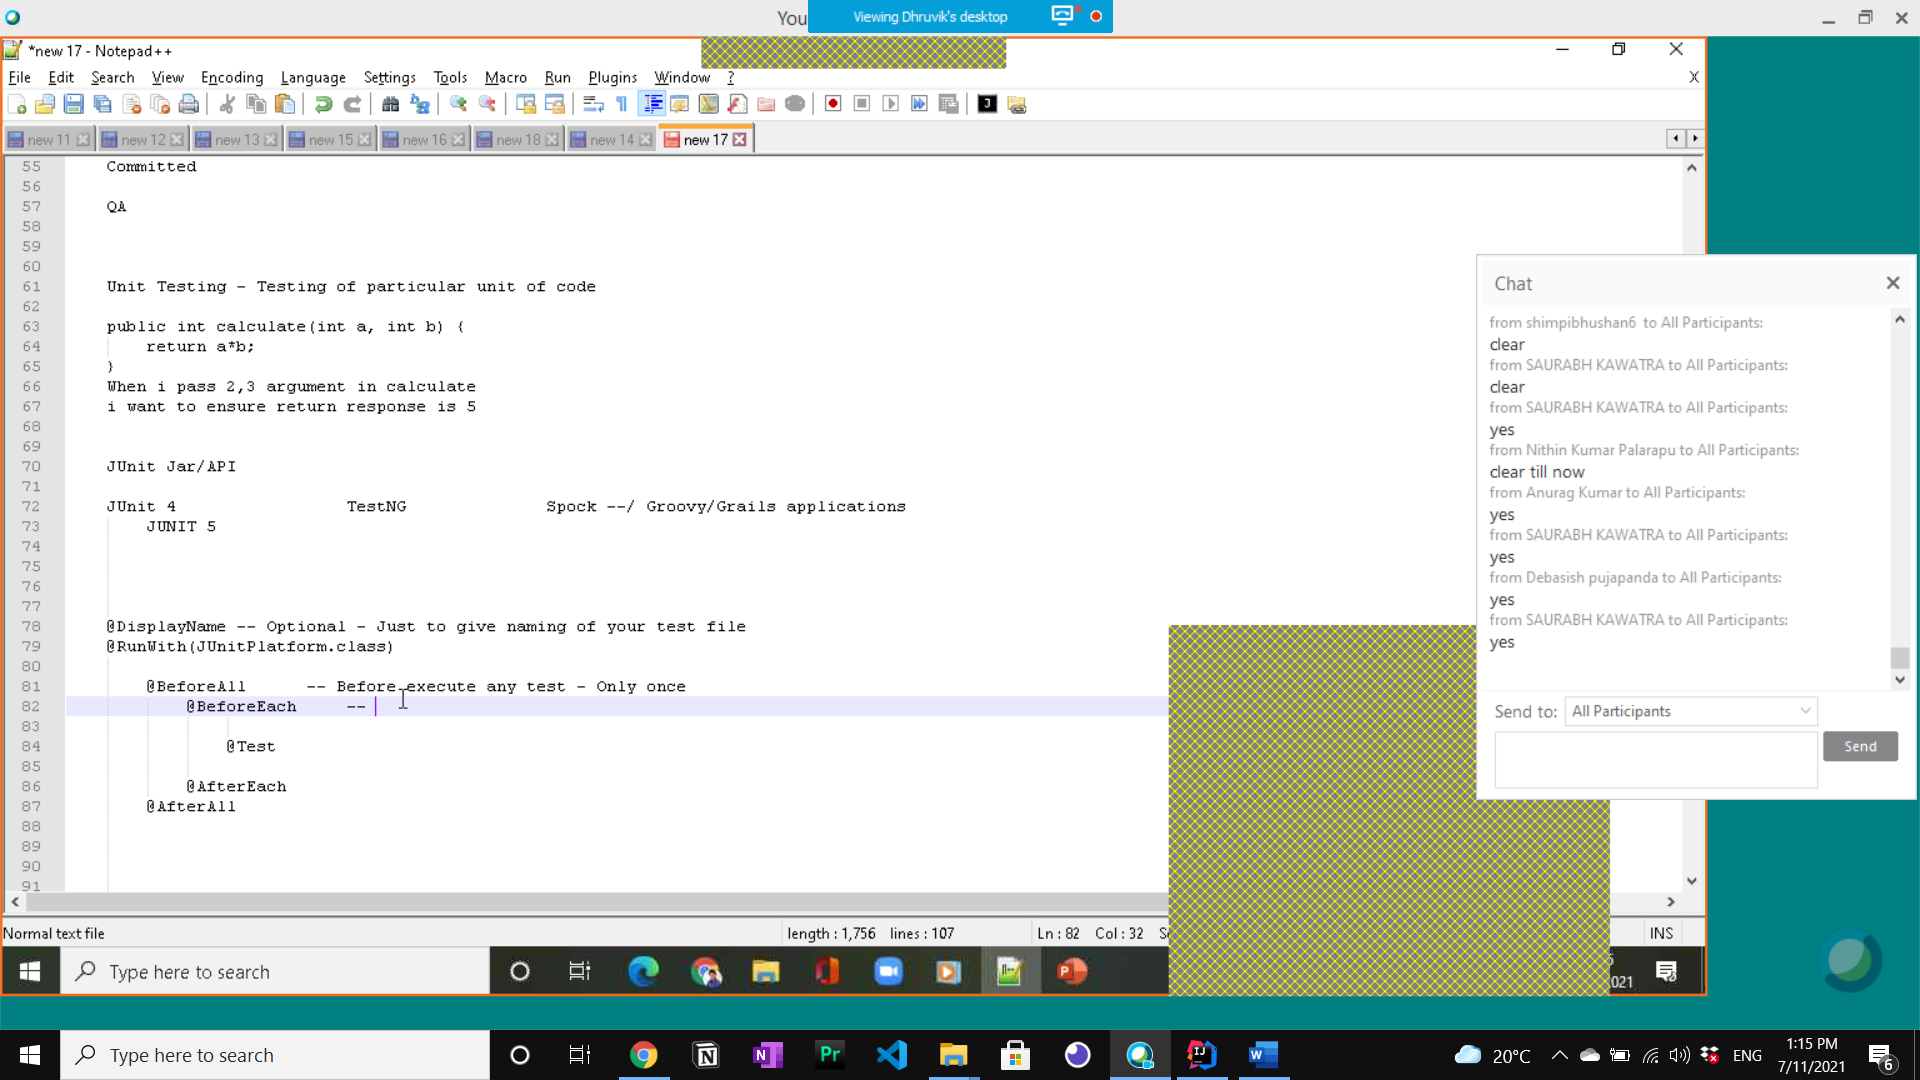 You
Viewing Dhruvik's desktop
*new 17 - Notepad++
File Edit Search View Encoding Language Settings Tools Macro Run Plugins Window ?
X
new 11 new 12 new 13 new 15 new 16 new 18 new 14 new 17
55 Committed
56
57 QA
58
59
60
61 Unit Testing - Testing of particular unit of code
62
63 public int calculate(int a, int b) {
64 return a*b;
65 }
66 When i pass 2,3 argument in calculate
67 i want to ensure return response is 5
68
69
70 JUnit Jar/API
71
72 JUnit 4 TestNG Spock --/ Groovy/Grails applications
73 JUNIT 5
74
75
76
77
78 @DisplayName -- Optional - Just to give naming of your test file
79 @RunWith(JUnitPlatform.class)
80
81 @BeforeAll -- Before execute any test - Only once
82 @BeforeEach --
83
84 @Test
85
86 @AfterEach
87 @AfterAll
88
89
90
91
Normal text file length : 1,756 lines : 107 Ln : 82 Col : 32 INS
Type here to search
021
Chat
from shimpibhushan6 to All Participants:
clear
from SAURABH KAWATRA to All Participants:
clear
from SAURABH KAWATRA to All Participants:
yes
from Nithin Kumar Palarapu to All Participants:
clear till now
from Anurag Kumar to All Participants:
yes
from SAURABH KAWATRA to All Participants:
yes
from Debasish pujapanda to All Participants:
yes
from SAURABH KAWATRA to All Participants:
yes
Send to: All Participants
Send
Type here to search
Pr
20°C ENG
1:15 PM
7/11/2021
6